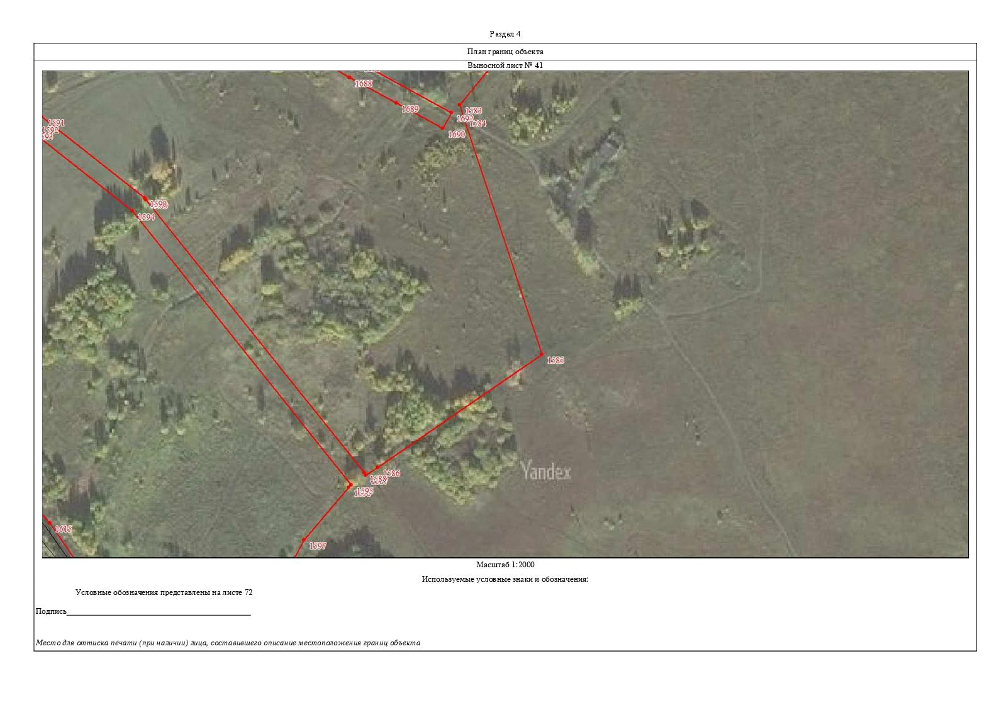 Раздел 4
План границ объекта
Выносной лист № 41
1688
1689
1583
1692
1584
1690
1591
1592
593
1590
1594
1585
1586
1588
Yandex
1595
1615
1597
Масштаб 1:2000
Используемые условные знаки и обозначения:
Условные обозначения представлены на листе 72
Подпись
Место для оттиска печати (при наличии) лица, составившего описание местоположения границ объекта